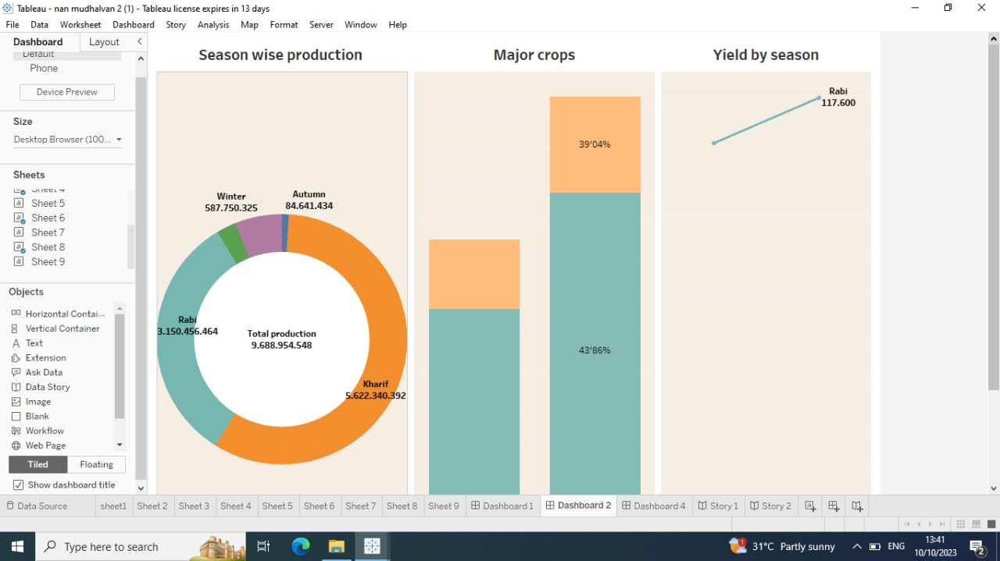 Tableau - nan mudhalvan 2 (1) - Tableau license expires in 13 days
File Data Worksheet Dashboard Story Analysis Map Format Server Window Help
Dashboard Layout
Default
Phone
Device Preview
Size
Desktop Browser (100...
Sheets
Sheet 4
Sheet 5
Sheet 6
Sheet 7
Sheet 8
Sheet 9
Objects
Horizontal Contai...
Vertical Container
Text
Extension
Ask Data
Data Story
Image
Blank
Workflow
Web Page
Tiled Floating
Show dashboard title
Season wise production
Winter
587.750.325
Autumn
84.641.434
Rabi
3.150.456.464
Total production
9.688.954.548
Kharif
5.622.340.392
Major crops
39'04%
43'86%
Yield by season
Rabi
117.600
Data Source sheet1 Sheet 2 Sheet 3 Sheet 4 Sheet 5 Sheet 6 Sheet 7 Sheet 8 Sheet 9 Dashboard 1 Dashboard 2 Dashboard 4 Story 1 Story 2
Type here to search
1
31°C Partly sunny
ENG
13:41
10/10/2023
2